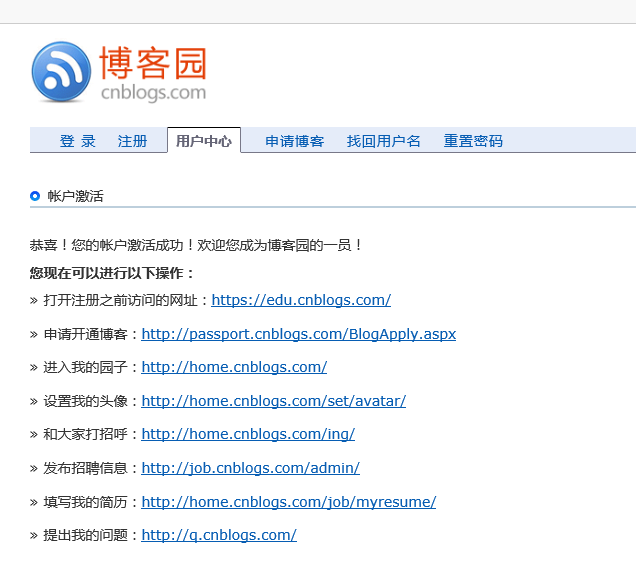 博客园
cnblogs.com
登 录 注册 用户中心 申请博客 找回用户名 重置密码
帐户激活
恭喜！您的帐户激活成功！欢迎您成为博客园的一员！
您现在可以进行以下操作：
» 打开注册之前访问的网址：https://edu.cnblogs.com/
» 申请开通博客：http://passport.cnblogs.com/BlogApply.aspx
» 进入我的园子：http://home.cnblogs.com/
» 设置我的头像：http://home.cnblogs.com/set/avatar/
» 和大家打招呼：http://home.cnblogs.com/ing/
» 发布招聘信息：http://job.cnblogs.com/admin/
» 填写我的简历：http://home.cnblogs.com/job/myresume/
» 提出我的问题：http://q.cnblogs.com/